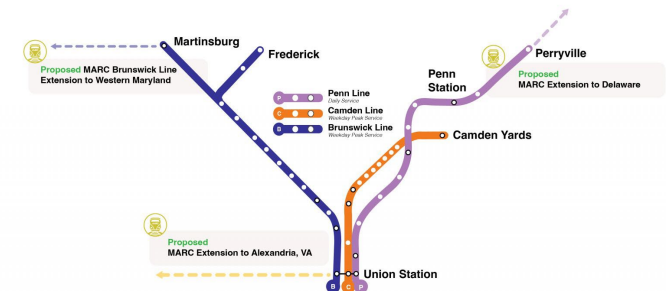 Martinsburg
Frederick
Proposed MARC Brunswick Line
Extension to Western Maryland
P Penn Line
Daily Service
C Camden Line
Weekday Peak Service
B Brunswick Line
Weekday Peak Service
Penn
Station
Perryville
Proposed
MARC Extension to Delaware
Camden Yards
Proposed
MARC Extension to Alexandria, VA
Union Station
B C P